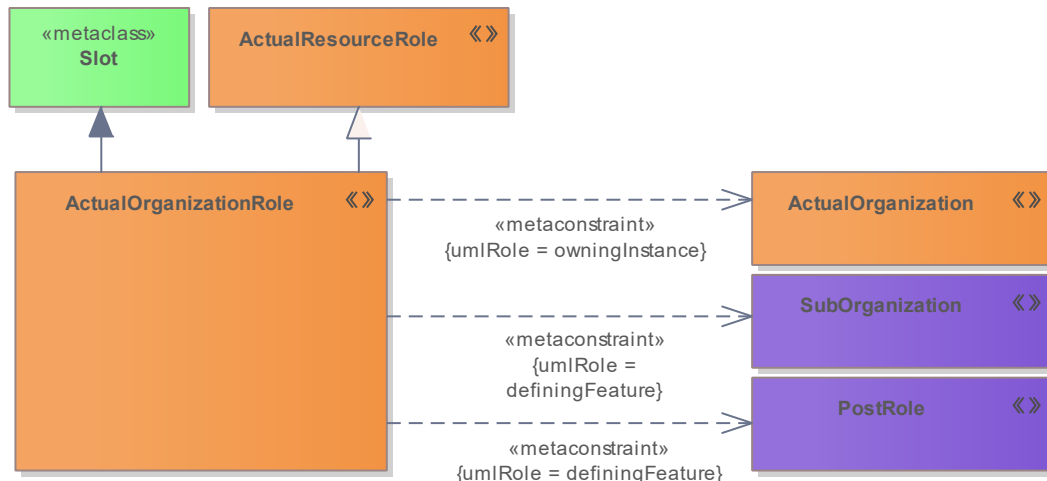 «metaclass»
Slot
ActualResourceRole «»
ActualOrganizationRole «»
«metaconstraint»
{umlRole = owningInstance}
ActualOrganization «»
«metaconstraint»
{umlRole =
definingFeature}
SubOrganization «»
«metaconstraint»
{umlRole = definingFeature}
PostRole «»